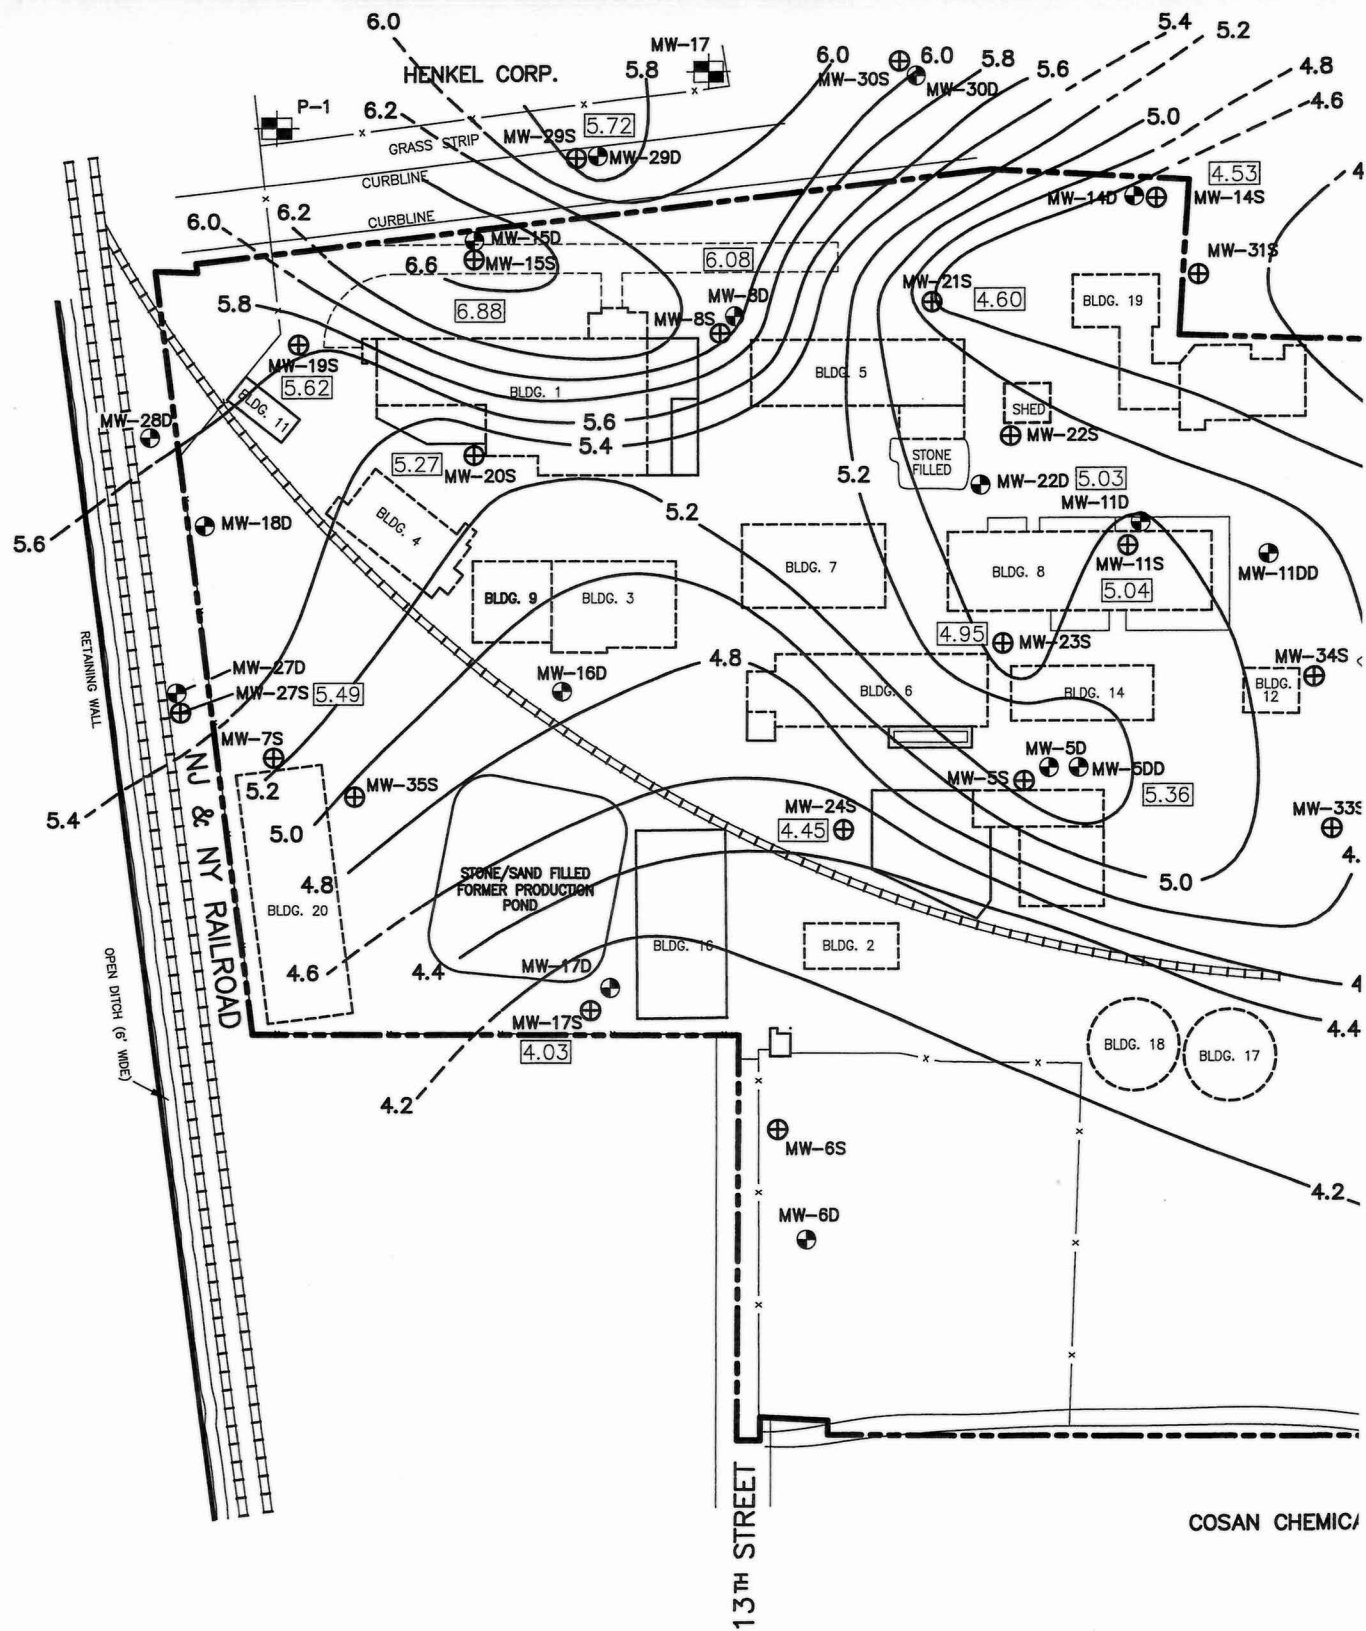 6.0
5.4
5.2
MW-17
6.0
6.0
HENKEL CORP.
5.8
5.8
MW-30S
MW-30D
5.6
4.8
4.6
P-1
6.2
5.0
MW-29S
5.72
GRASS STRIP
MW-29D
CURBLINE
4.53
MW-14D
MW-14S
6.0
6.2
CURBLINE
MW-15D
MW-15S
6.08
MW-31S
6.6
5.8
6.88
MW-8D
MW-8S
MW-21S
4.60
BLDG. 19
MW-19S
5.62
BLDG. 11
BLDG. 1
BLDG. 5
SHED
MW-28D
5.6
5.4
MW-22S
5.27
MW-20S
STONE
FILLED
5.2
MW-22D
5.03
MW-11D
MW-18D
BLDG. 4
5.2
5.6
MW-11S
MW-11DD
BLDG. 7
BLDG. 8
BLDG. 9
BLDG. 3
5.04
4.95
MW-23S
RETAINING WALL
MW-27D
MW-27S
5.49
MW-16D
4.8
BLDG. 6
BLDG. 14
MW-34S
BLDG.
12
MW-7S
NJ & NY RAILROAD
MW-5D
MW-5S
MW-5DD
5.2
MW-35S
5.36
5.4
5.0
MW-24S
4.45
MW-33S
4.
4.8
STONE/SAND FILLED
FORMER PRODUCTION
POND
5.0
BLDG. 20
BLDG. 16
BLDG. 2
4.6
4.4
MW-17D
4
OPEN DITCH (6' WIDE)
MW-17S
4.03
4.4
BLDG. 18
BLDG. 17
4.2
MW-6S
4.2
MW-6D
13TH STREET
COSAN CHEMICA